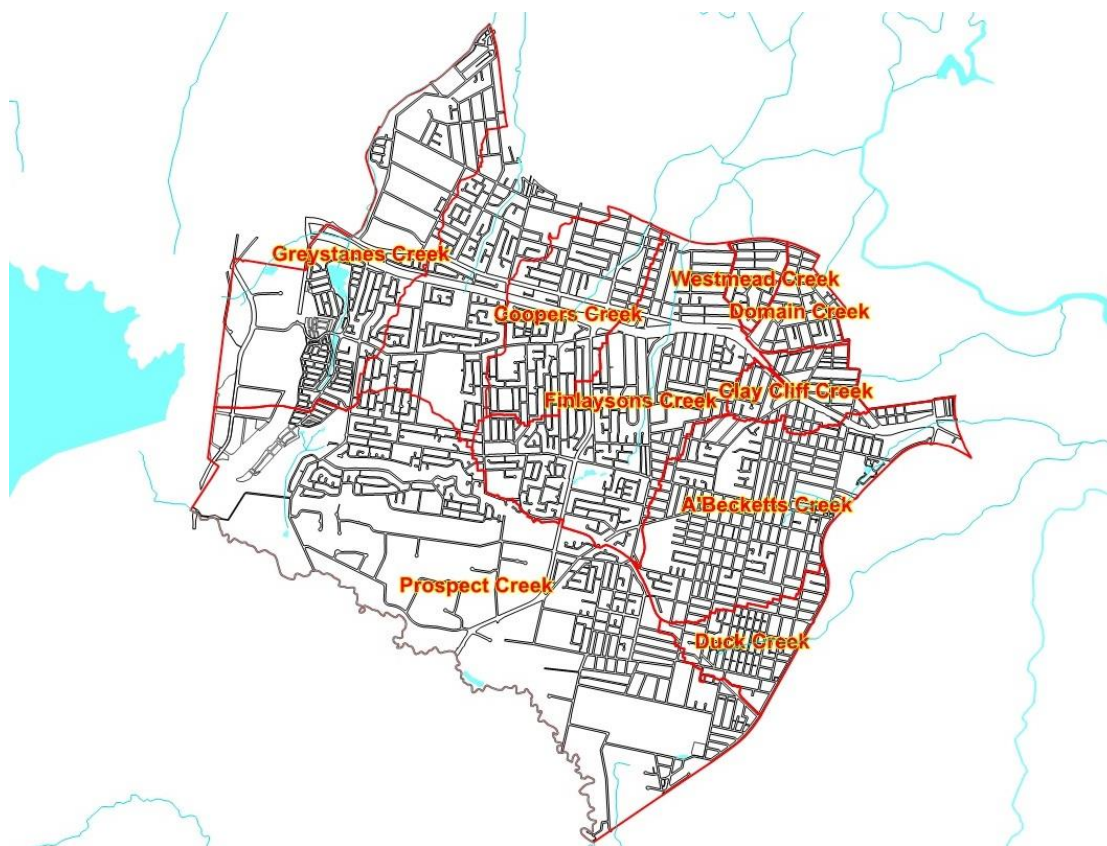 Greystanes Creek
Westmead Creek
Coopers Creek
Domain Creek
Clay Cliff Creek
Finlaysons Creek
A'Becketts Creek
Prospect Creek
Duck Creek